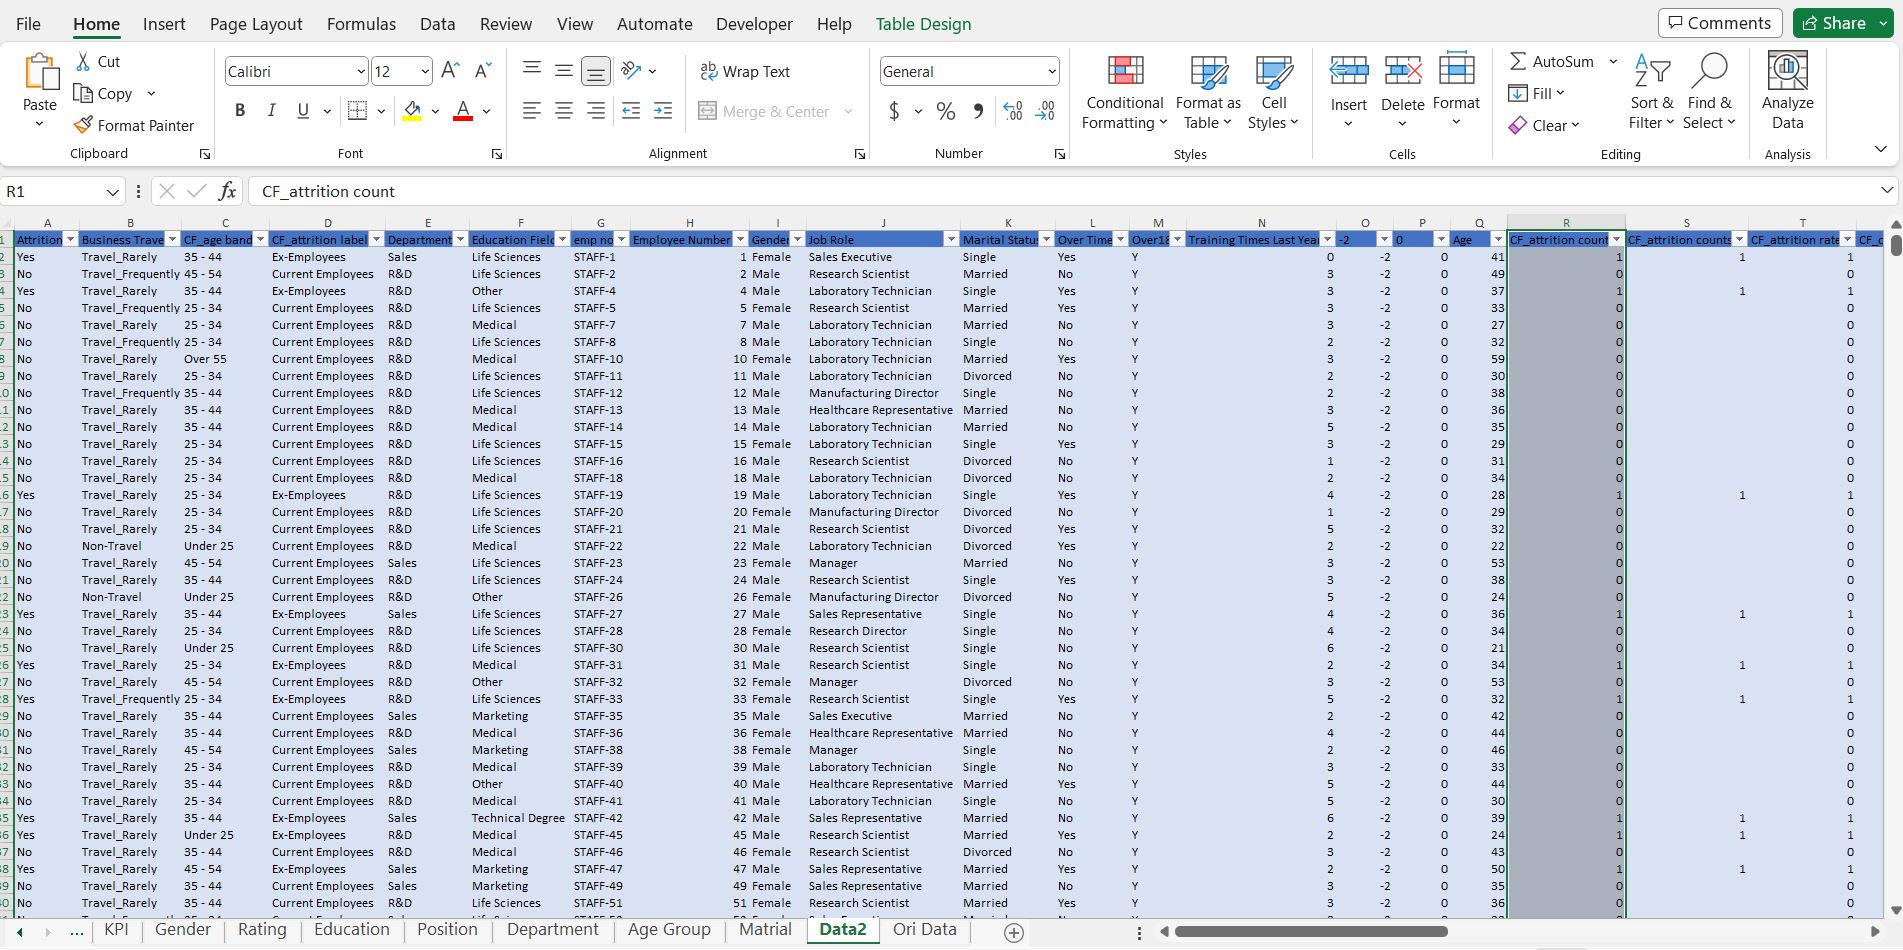 File Home Insert Page Layout Formulas Data Review View Automate Developer Help Table Design Comments Share
Cut
Copy
Format Painter
Paste
Clipboard
Calibri 12
B I U
Font
Wrap Text
Merge & Center
Alignment
General
$ % ,
Number
Conditional Formatting
Format as Table
Cell Styles
Styles
Insert Delete Format
Cells
AutoSum
Fill
Clear
Sort & Filter
Find & Select
Editing
Analyze Data
Analysis
R1 fx CF_attrition count
A B C D E F G H I J K L M N O P Q R S T
Attrition Business Trave CF_age band CF_attrition label Department Education Field emp no Employee Number Gender Job Role Marital Status Over Time Over18 Training Times Last Year -2 0 Age CF_attrition count CF_attrition counts CF_attrition rate CF_c
Yes Travel_Rarely 35 - 44 Ex-Employees Sales Life Sciences STAFF-1 1 Female Sales Executive Single Yes Y 0 -2 0 41 1 1 1
No Travel_Frequently 45 - 54 Current Employees R&D Life Sciences STAFF-2 2 Male Research Scientist Married No Y 3 -2 0 49 0 0
Yes Travel_Rarely 35 - 44 Ex-Employees R&D Other STAFF-4 4 Male Laboratory Technician Single Yes Y 3 -2 0 37 1 1 1
No Travel_Frequently 25 - 34 Current Employees R&D Life Sciences STAFF-5 5 Female Research Scientist Married Yes Y 3 -2 0 33 0 0
No Travel_Rarely 25 - 34 Current Employees R&D Medical STAFF-7 7 Male Laboratory Technician Married No Y 3 -2 0 27 0 0
No Travel_Frequently 25 - 34 Current Employees R&D Life Sciences STAFF-8 8 Male Laboratory Technician Single No Y 2 -2 0 32 0 0
No Travel_Rarely Over 55 Current Employees R&D Medical STAFF-10 10 Female Laboratory Technician Married Yes Y 3 -2 0 59 0 0
No Travel_Rarely 25 - 34 Current Employees R&D Life Sciences STAFF-11 11 Male Laboratory Technician Divorced No Y 2 -2 0 30 0 0
No Travel_Frequently 35 - 44 Current Employees R&D Life Sciences STAFF-12 12 Male Manufacturing Director Single No Y 2 -2 0 38 0 0
No Travel_Rarely 35 - 44 Current Employees R&D Medical STAFF-13 13 Male Healthcare Representative Married No Y 3 -2 0 36 0 0
No Travel_Rarely 35 - 44 Current Employees R&D Medical STAFF-14 14 Male Laboratory Technician Married No Y 5 -2 0 35 0 0
No Travel_Rarely 25 - 34 Current Employees R&D Life Sciences STAFF-15 15 Female Laboratory Technician Single Yes Y 3 -2 0 29 0 0
No Travel_Rarely 25 - 34 Current Employees R&D Life Sciences STAFF-16 16 Male Research Scientist Divorced No Y 1 -2 0 31 0 0
No Travel_Rarely 25 - 34 Current Employees R&D Medical STAFF-18 18 Male Laboratory Technician Divorced No Y 2 -2 0 34 0 0
Yes Travel_Rarely 25 - 34 Ex-Employees R&D Life Sciences STAFF-19 19 Male Laboratory Technician Single Yes Y 4 -2 0 28 1 1 1
No Travel_Rarely 25 - 34 Current Employees R&D Life Sciences STAFF-20 20 Female Manufacturing Director Divorced No Y 1 -2 0 29 0 0
No Travel_Rarely 25 - 34 Current Employees R&D Life Sciences STAFF-21 21 Male Research Scientist Divorced Yes Y 5 -2 0 32 0 0
No Non-Travel Under 25 Current Employees R&D Medical STAFF-22 22 Male Laboratory Technician Divorced Yes Y 2 -2 0 22 0 0
No Travel_Rarely 45 - 54 Current Employees Sales Life Sciences STAFF-23 23 Female Manager Married No Y 3 -2 0 53 0 0
No Travel_Rarely 35 - 44 Current Employees R&D Life Sciences STAFF-24 24 Male Research Scientist Single Yes Y 3 -2 0 38 0 0
No Non-Travel Under 25 Current Employees R&D Other STAFF-26 26 Female Manufacturing Director Divorced No Y 5 -2 0 24 0 0
Yes Travel_Rarely 35 - 44 Ex-Employees Sales Life Sciences STAFF-27 27 Male Sales Representative Single No Y 4 -2 0 36 1 1 1
No Travel_Rarely 25 - 34 Current Employees R&D Life Sciences STAFF-28 28 Female Research Director Single No Y 4 -2 0 34 0 0
No Travel_Rarely Under 25 Current Employees R&D Life Sciences STAFF-30 30 Male Research Scientist Single No Y 6 -2 0 21 0 0
Yes Travel_Rarely 25 - 34 Ex-Employees R&D Medical STAFF-31 31 Male Research Scientist Single No Y 2 -2 0 34 1 1 1
No Travel_Rarely 45 - 54 Current Employees R&D Other STAFF-32 32 Female Manager Divorced No Y 3 -2 0 53 0 0
Yes Travel_Frequently 25 - 34 Ex-Employees R&D Life Sciences STAFF-33 33 Female Research Scientist Single Yes Y 5 -2 0 32 1 1 1
No Travel_Rarely 35 - 44 Current Employees Sales Marketing STAFF-35 35 Male Sales Executive Married No Y 2 -2 0 42 0 0
No Travel_Rarely 35 - 44 Current Employees R&D Medical STAFF-36 36 Female Healthcare Representative Married No Y 4 -2 0 44 0 0
No Travel_Rarely 45 - 54 Current Employees Sales Marketing STAFF-38 38 Female Manager Single No Y 2 -2 0 46 0 0
No Travel_Rarely 25 - 34 Current Employees R&D Medical STAFF-39 39 Male Laboratory Technician Single No Y 3 -2 0 33 0 0
No Travel_Rarely 35 - 44 Current Employees R&D Other STAFF-40 40 Male Healthcare Representative Married Yes Y 5 -2 0 44 0 0
No Travel_Rarely 25 - 34 Current Employees R&D Medical STAFF-41 41 Male Laboratory Technician Single No Y 5 -2 0 30 0 0
Yes Travel_Rarely 35 - 44 Ex-Employees Sales Technical Degree STAFF-42 42 Male Sales Representative Married No Y 6 -2 0 39 1 1 1
Yes Travel_Rarely Under 25 Ex-Employees R&D Medical STAFF-45 45 Male Research Scientist Married Yes Y 2 -2 0 24 1 1 1
No Travel_Rarely 35 - 44 Current Employees R&D Medical STAFF-46 46 Female Research Scientist Divorced No Y 3 -2 0 43 0 0
Yes Travel_Rarely 45 - 54 Ex-Employees Sales Marketing STAFF-47 47 Male Sales Representative Married Yes Y 2 -2 0 50 1 1 1
No Travel_Rarely 35 - 44 Current Employees Sales Marketing STAFF-49 49 Female Sales Representative Married No Y 3 -2 0 35 0 0
No Travel_Rarely 35 - 44 Current Employees R&D Life Sciences STAFF-51 51 Female Research Scientist Married Yes Y 3 -2 0 36 0 0
... KPI Gender Rating Education Position Department Age Group Matrial Data2 Ori Data